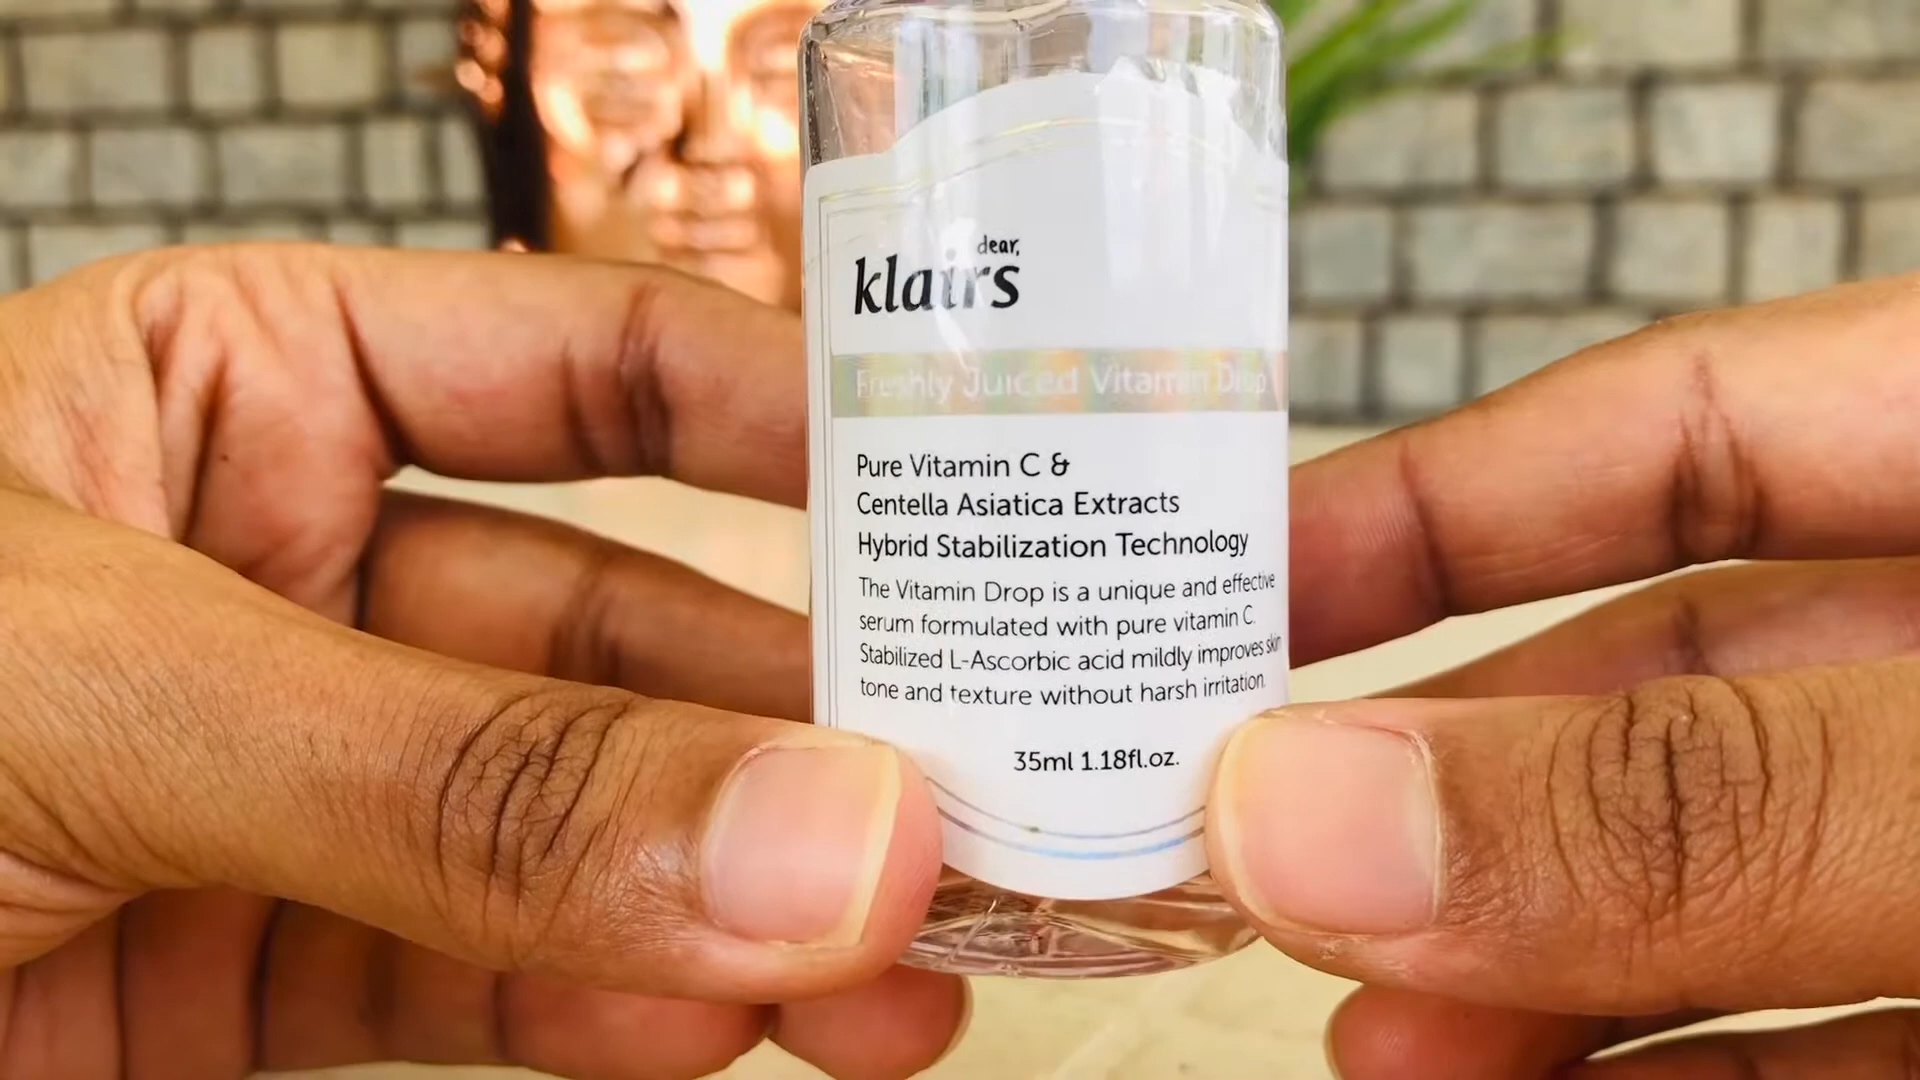 dear,
klairs
Freshly Juiced Vitamin Drop
Pure Vitamin C &
Centella Asiatica Extracts
Hybrid Stabilization Technology
The Vitamin Drop is a unique and effective
serum formulated with pure vitamin C.
Stabilized L-Ascorbic acid mildly improves skin
tone and texture without harsh irritation.
35ml 1.18fl.oz.